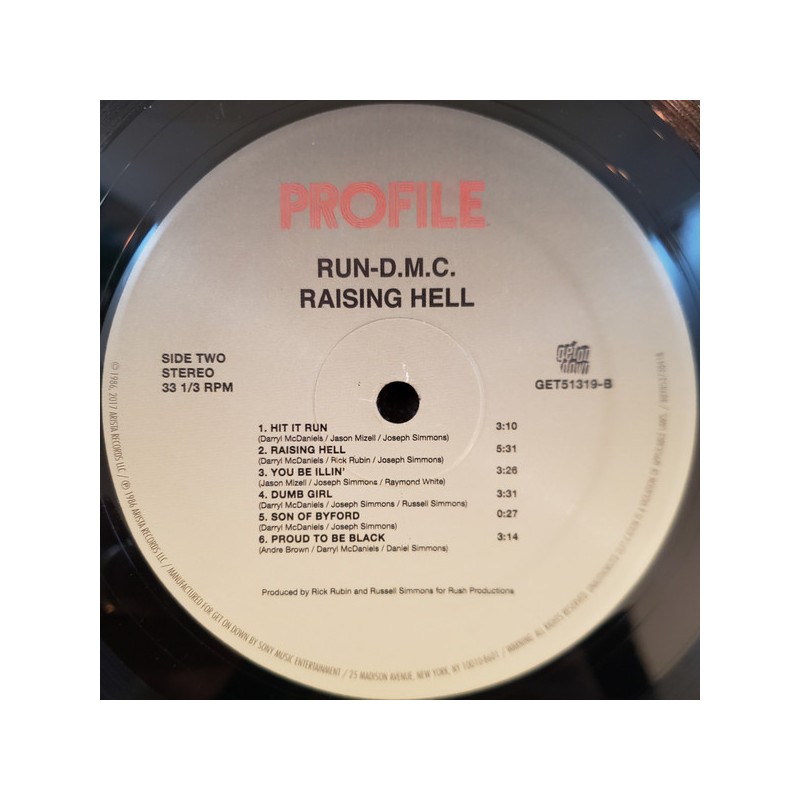 PROFILE
RUN-D.M.C.
RAISING HELL
SIDE TWO
STEREO
33 1/3 RPM
get on
down
GET51319-B
1. HIT IT RUN 3:10
(Darryl McDaniels / Jason Mizell / Joseph Simmons)
2. RAISING HELL 5:31
(Darryl McDaniels / Rick Rubin / Joseph Simmons)
3. YOU BE ILLIN' 3:26
(Jason Mizell / Joseph Simmons / Raymond White)
4. DUMB GIRL 3:31
(Darryl McDaniels / Joseph Simmons / Russell Simmons)
5. SON OF BYFORD 0:27
(Darryl McDaniels / Joseph Simmons)
6. PROUD TO BE BLACK 3:14
(Andre Brown / Darryl McDaniels / Daniel Simmons)
Produced by Rick Rubin and Russell Simmons for Rush Productions
© 1986, 2017 ARISTA RECORDS LLC / ℗ 1986 ARISTA RECORDS LLC / MANUFACTURED FOR GET ON DOWN BY SONY MUSIC ENTERTAINMENT / 25 MADISON AVENUE, NEW YORK, NY 10010-8601 / WARNING: ALL RIGHTS